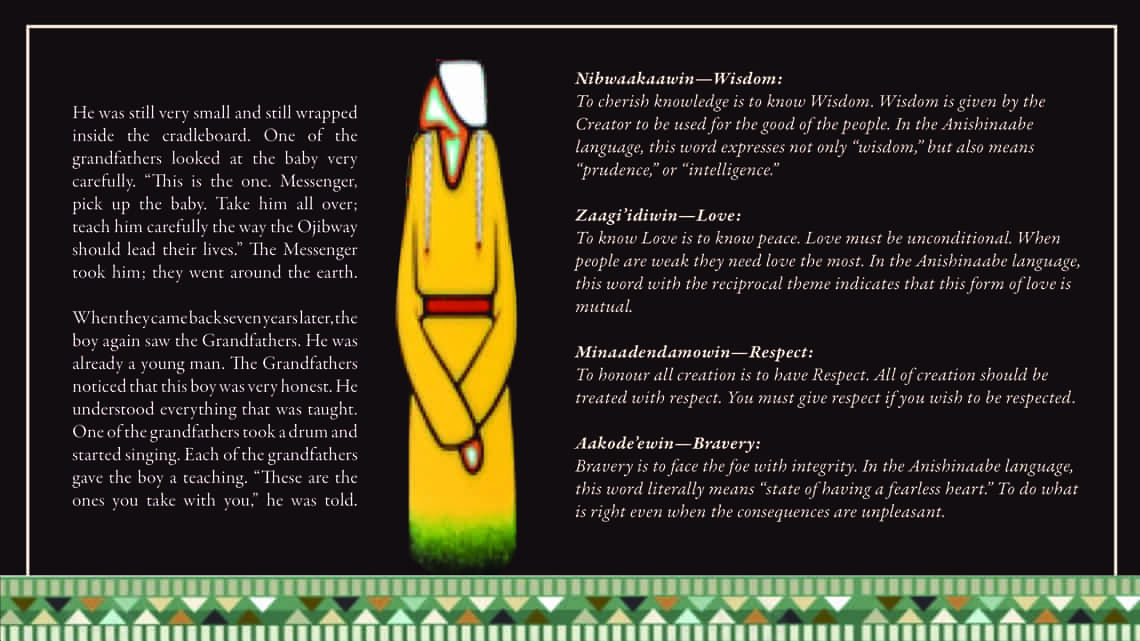 He was still very small and still wrapped
inside the cradleboard. One of the
grandfathers looked at the baby very
carefully. “This is the one. Messenger,
pick up the baby. Take him all over;
teach him carefully the way the Ojibway
should lead their lives.” The Messenger
took him; they went around the earth.

When they came back seven years later, the
boy again saw the Grandfathers. He was
already a young man. The Grandfathers
noticed that this boy was very honest. He
understood everything that was taught.
One of the grandfathers took a drum and
started singing. Each of the grandfathers
gave the boy a teaching. “These are the
ones you take with you,” he was told.

Nibwaakaawin—Wisdom:
To cherish knowledge is to know Wisdom. Wisdom is given by the
Creator to be used for the good of the people. In the Anishinaabe
language, this word expresses not only “wisdom,” but also means
“prudence,” or “intelligence.”

Zaagi’idiwin—Love:
To know Love is to know peace. Love must be unconditional. When
people are weak they need love the most. In the Anishinaabe language,
this word with the reciprocal theme indicates that this form of love is
mutual.

Minaadendamowin—Respect:
To honour all creation is to have Respect. All of creation should be
treated with respect. You must give respect if you wish to be respected.

Aakode’ewin—Bravery:
Bravery is to face the foe with integrity. In the Anishinaabe language,
this word literally means “state of having a fearless heart.” To do what
is right even when the consequences are unpleasant.